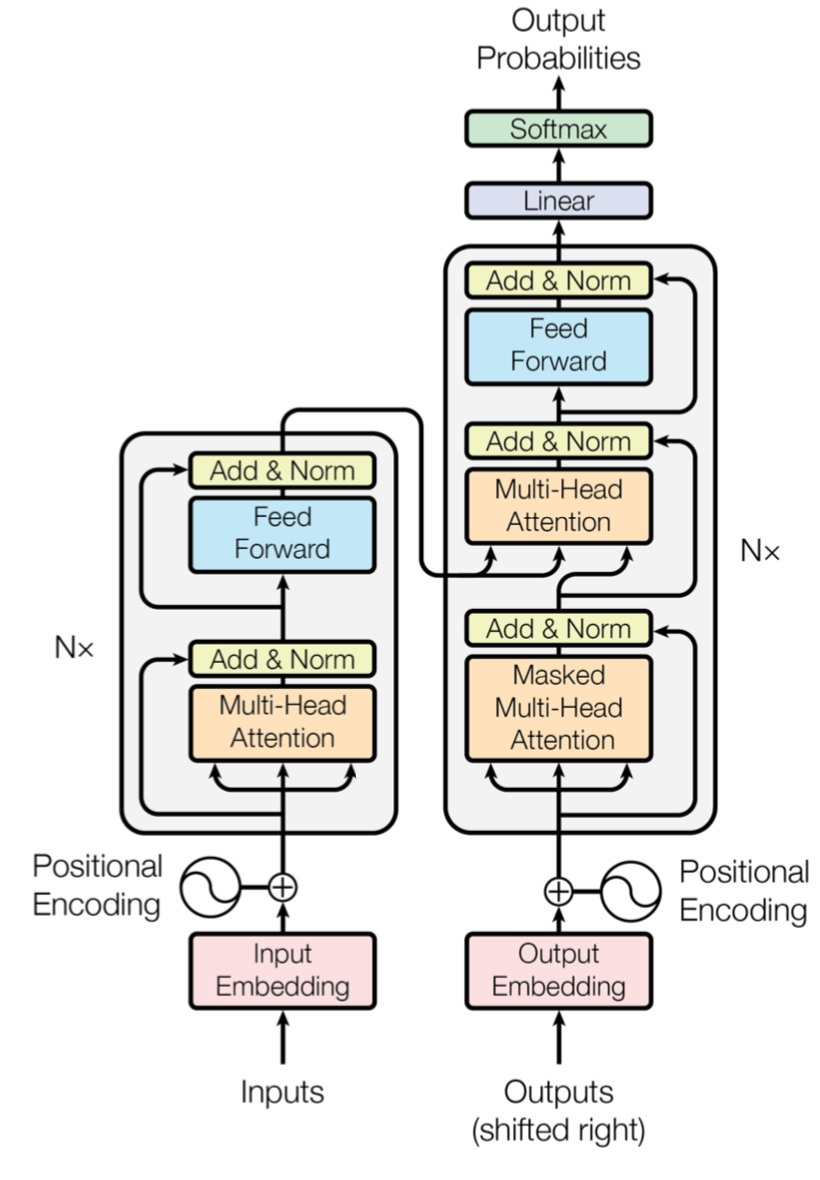 Output
Probabilities
Softmax
Linear
Add & Norm
Feed
Forward
Add & Norm
Multi-Head
Attention
Add & Norm
Masked
Multi-Head
Attention
Nx
Add & Norm
Feed
Forward
Add & Norm
Multi-Head
Attention
Nx
Positional
Encoding
Positional
Encoding
Input
Embedding
Output
Embedding
Inputs
Outputs
(shifted right)